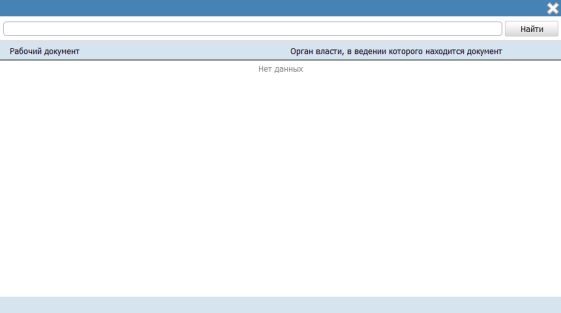 Найти
Рабочий документ Орган власти, в ведении которого находится документ
Нет данных